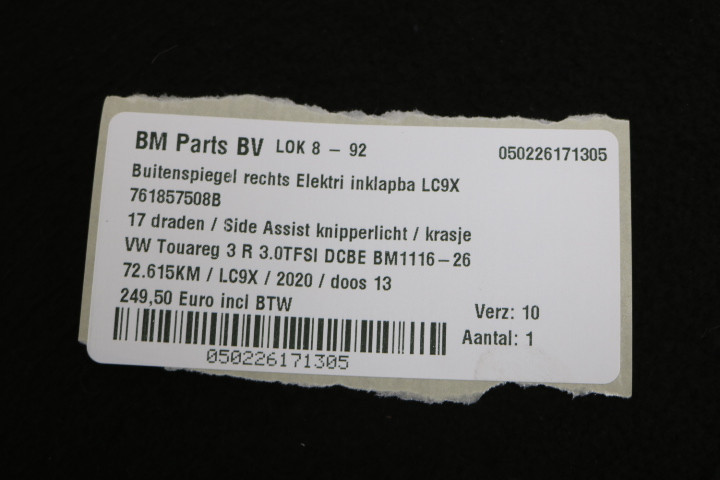 BM Parts BV LOK 8 - 92 050226171305
Buitenspiegel rechts Elektri inklapba LC9X
761857508B
17 draden / Side Assist knipperlicht / krasje
VW Touareg 3 R 3.0TFSI DCBE BM1116-26
72.615KM / LC9X / 2020 / doos 13
249,50 Euro incl BTW
Verz: 10
Aantal: 1
050226171305